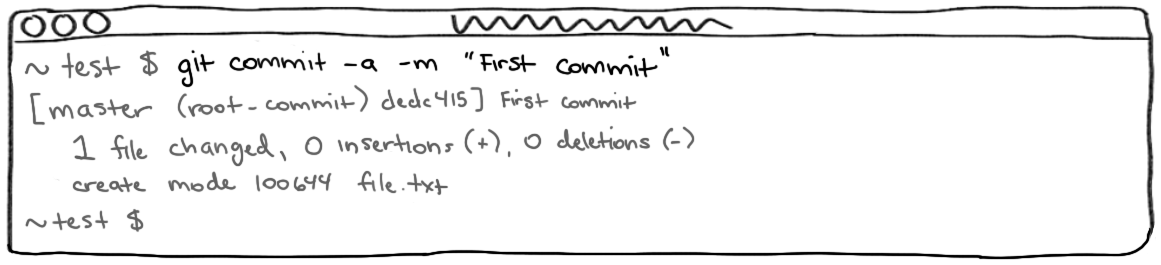 ~ test $ git commit -a -m "First commit"
[master (root-commit) dedc415] First commit
1 file changed, 0 insertions (+), 0 deletions (-)
create mode 100644 file.txt
~ test $